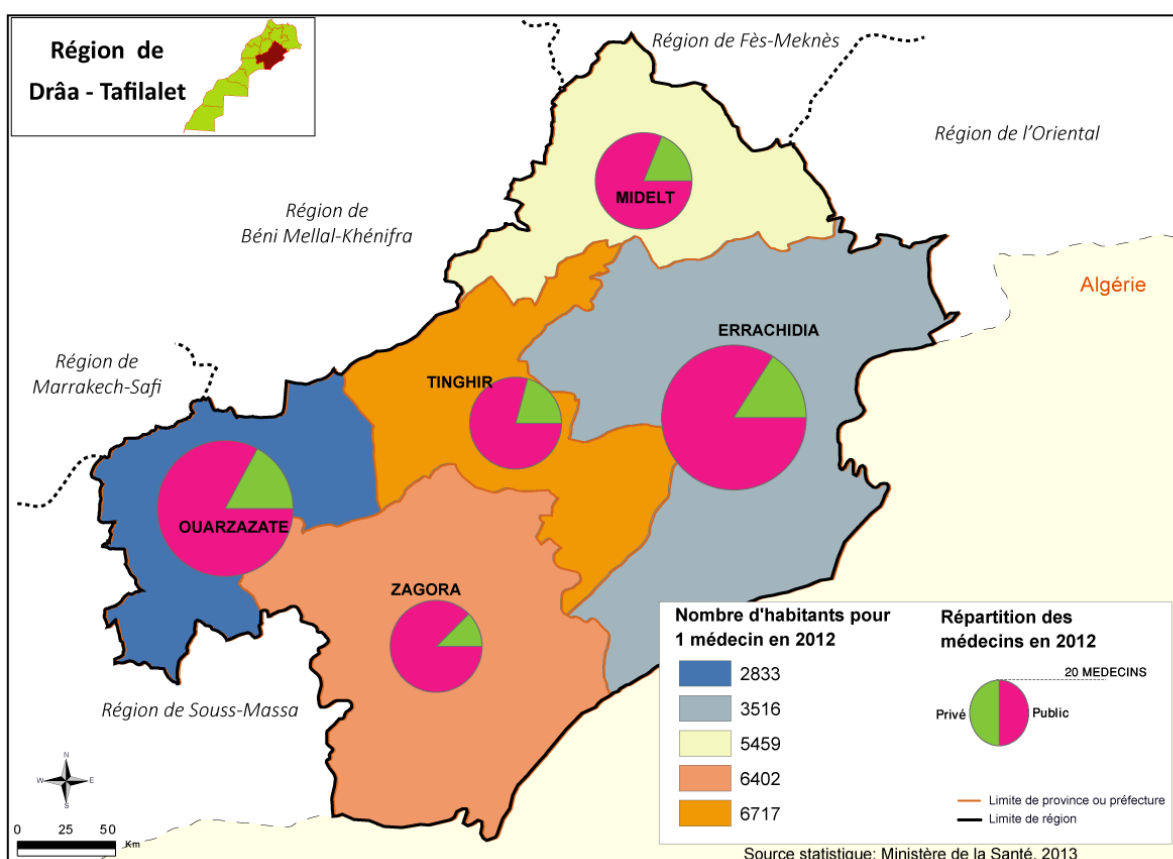 Région de
Drâa - Tafilalet
Région de Fès-Meknès
Région de l'Oriental
MIDELT
Région de
Béni Mellal-Khénifra
Algérie
ERRACHIDIA
Région de
Marrakech-Safi
TINGHIR
OUARZAZATE
ZAGORA
Région de Souss-Massa
Nombre d'habitants pour
1 médecin en 2012
2833
3516
5459
6402
6717
Répartition des
médecins en 2012
20 MEDECINS
Privé
Public
Limite de province ou préfecture
Limite de région
N
W
E
S
0 25 50
Km
Source statistique: Ministère de la Santé, 2013